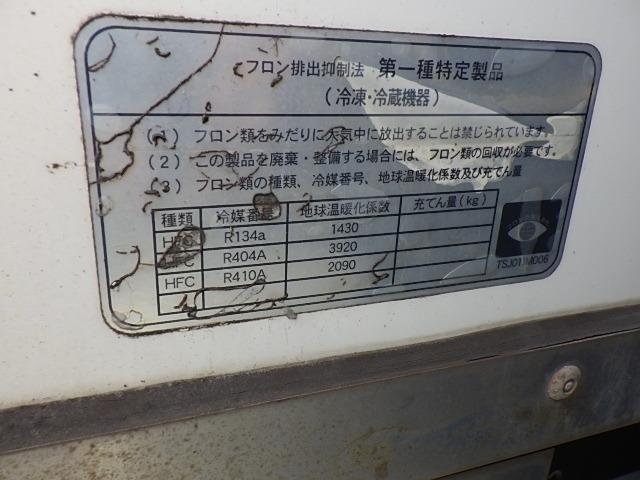 フロン排出抑制法 第一種特定製品
(冷凍・冷蔵機器)
(1) フロン類をみだりに大気中に放出することは禁じられています。
(2) この製品を廃棄・整備する場合には、フロン類の回収が必要です。
(3) フロン類の種類、冷媒番号、地球温暖化係数及び充てん量
種類 冷媒番号 地球温暖化係数 充てん量(kg)
HFC R134a 1430
HFC R404A 3920
HFC R410A 2090